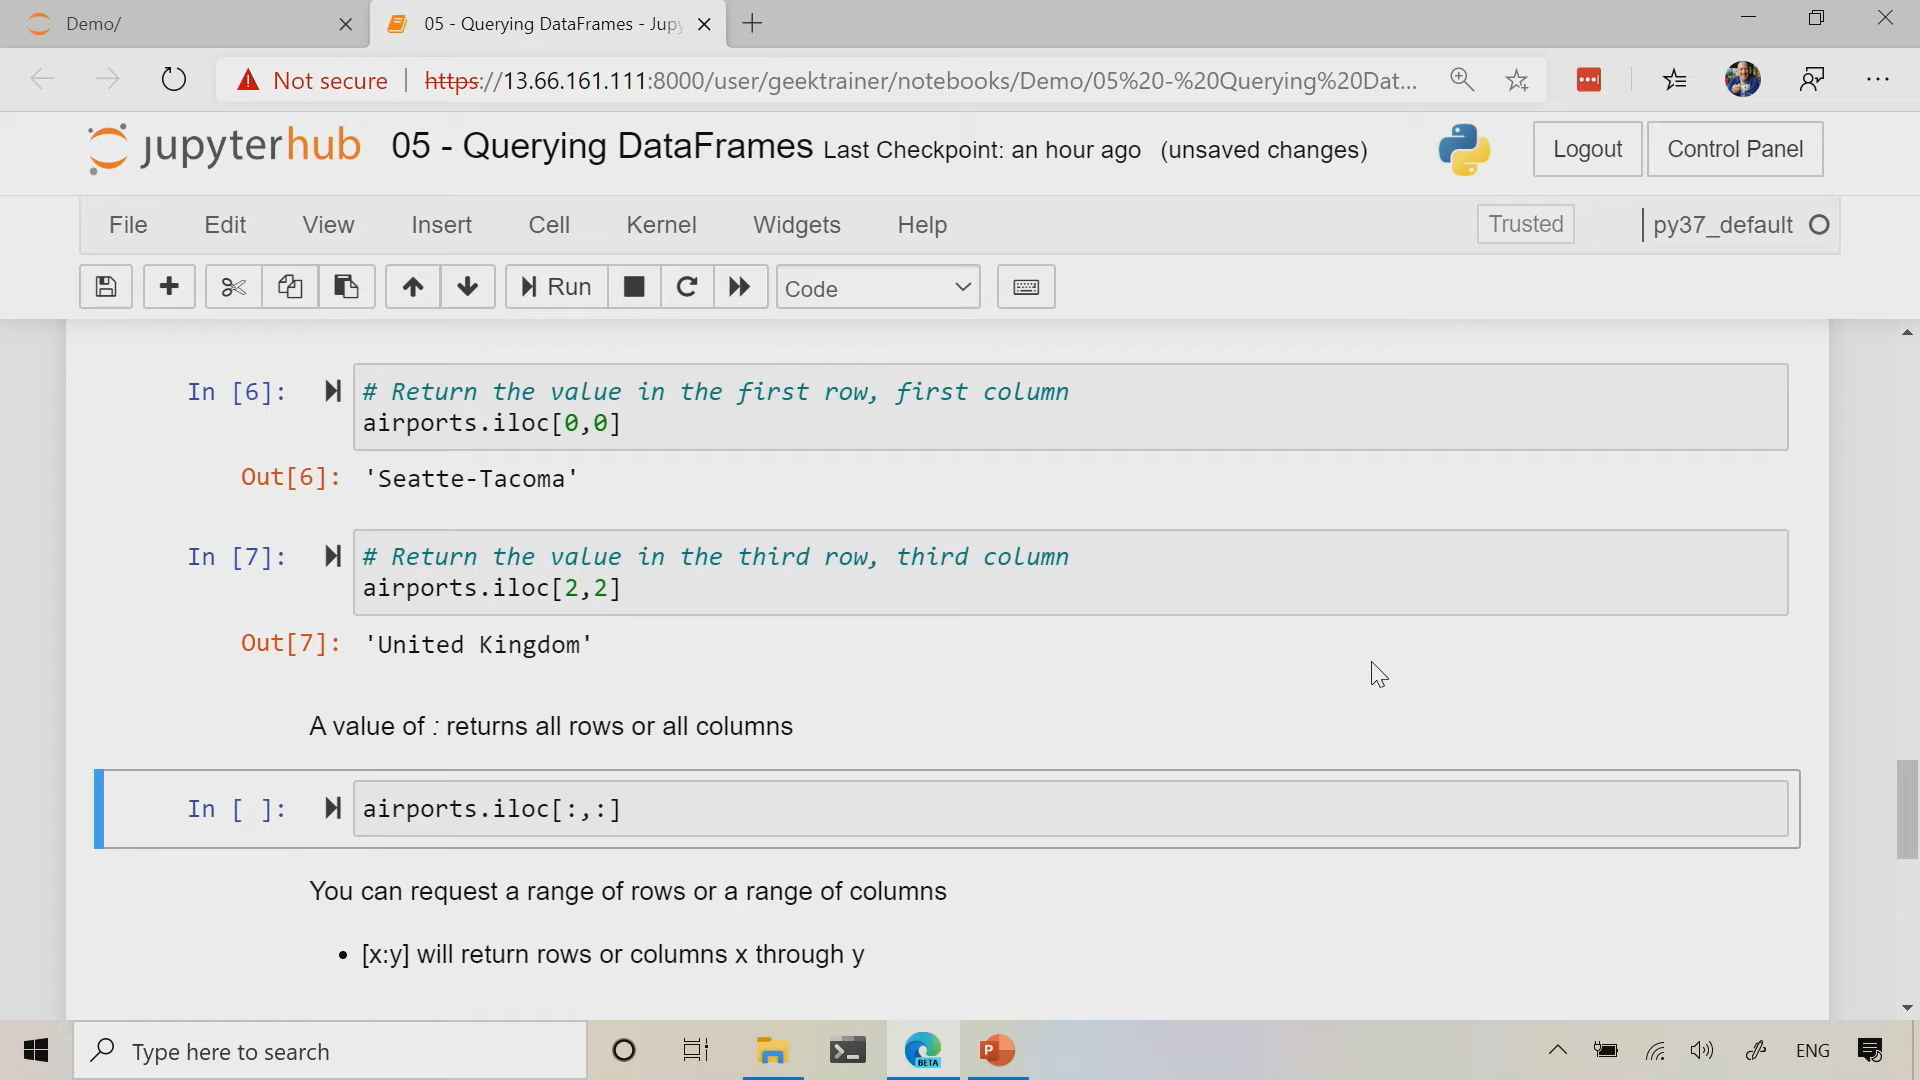 Demo/
05 - Querying DataFrames - Jupy
Not secure
https://13.66.161.111:8000/user/geektrainer/notebooks/Demo/05%20-%20Querying%20Dat...
jupyterhub
05 - Querying DataFrames Last Checkpoint: an hour ago (unsaved changes)
Logout
Control Panel
File Edit View Insert Cell Kernel Widgets Help
Trusted
py37_default
Run
Code
In [6]:
# Return the value in the first row, first column
airports.iloc[0,0]
Out[6]: 'Seatte-Tacoma'
In [7]:
# Return the value in the third row, third column
airports.iloc[2,2]
Out[7]: 'United Kingdom'
A value of : returns all rows or all columns
In [ ]: airports.iloc[:,:]
You can request a range of rows or a range of columns
• [x:y] will return rows or columns x through y
Type here to search
BETA
P
ENG